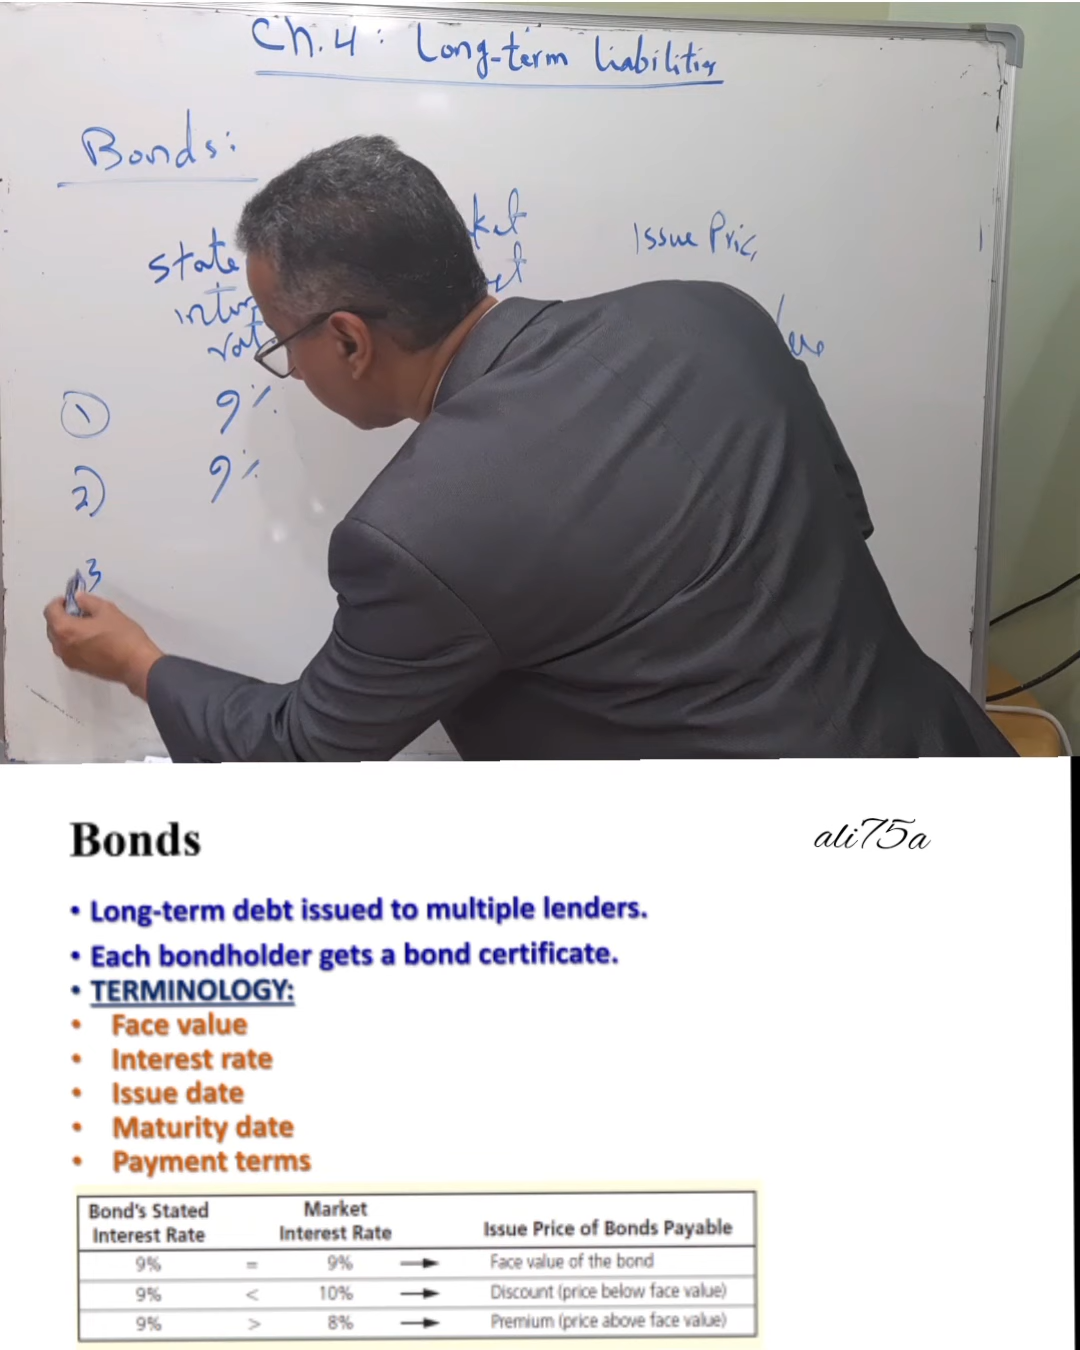 Ch. 4 : Long-term liabilities
Bonds:
state
Issue Pric
①
9%
2)
9%
3
Bonds
ali75a
• Long-term debt issued to multiple lenders.
• Each bondholder gets a bond certificate.
• TERMINOLOGY:
• Face value
• Interest rate
• Issue date
• Maturity date
• Payment terms
Bond's Stated Interest Rate Market Interest Rate Issue Price of Bonds Payable
9% = 9% → Face value of the bond
9% < 10% → Discount (price below face value)
9% > 8% → Premium (price above face value)